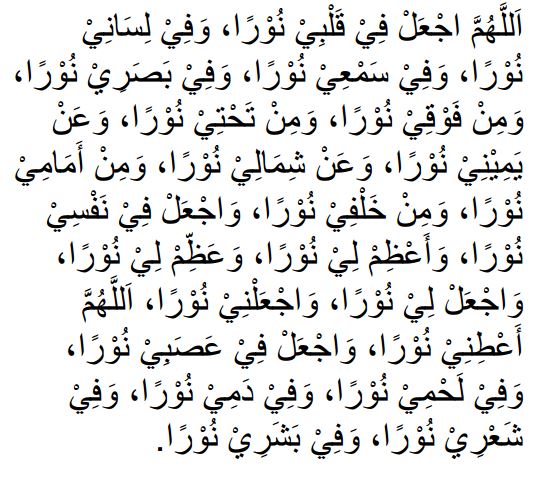 اَللَّهُمَّ اجْعَلْ فِيْ قَلْبِيْ نُوْرًا، وَفِيْ لِسَانِيْ
نُوْرًا، وَفِيْ سَمْعِيْ نُوْرًا، وَفِيْ بَصَرِيْ نُوْرًا،
وَمِنْ فَوْقِيْ نُوْرًا، وَمِنْ تَحْتِيْ نُوْرًا، وَعَنْ
يَمِيْنِيْ نُوْرًا، وَعَنْ شِمَالِيْ نُوْرًا، وَمِنْ أَمَامِيْ
نُوْرًا، وَمِنْ خَلْفِيْ نُوْرًا، وَاجْعَلْ فِيْ نَفْسِيْ
نُوْرًا، وَأَعْظِمْ لِيْ نُوْرًا، وَعَظِّمْ لِيْ نُوْرًا،
وَاجْعَلْ لِيْ نُوْرًا، وَاجْعَلْنِيْ نُوْرًا، اَللَّهُمَّ
أَعْطِنِيْ نُوْرًا، وَاجْعَلْ فِيْ عَصَبِيْ نُوْرًا،
وَفِيْ لَحْمِيْ نُوْرًا، وَفِيْ دَمِيْ نُوْرًا، وَفِيْ
شَعْرِيْ نُوْرًا، وَفِيْ بَشَرِيْ نُوْرًا.